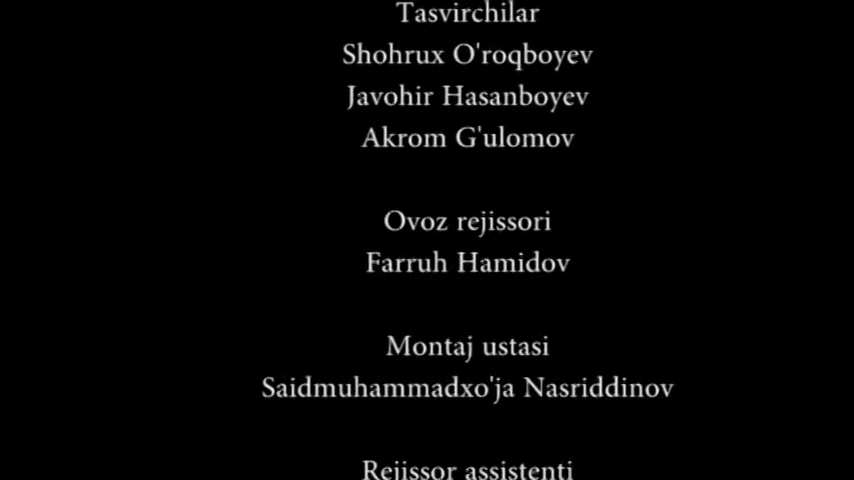 Tasvirchilar
Shohrux O'roqboyev
Javohir Hasanboyev
Akrom G'ulomov
Ovoz rejissori
Farruh Hamidov
Montaj ustasi
Saidmuhammadxo'ja Nasriddinov
Rejissor assistenti